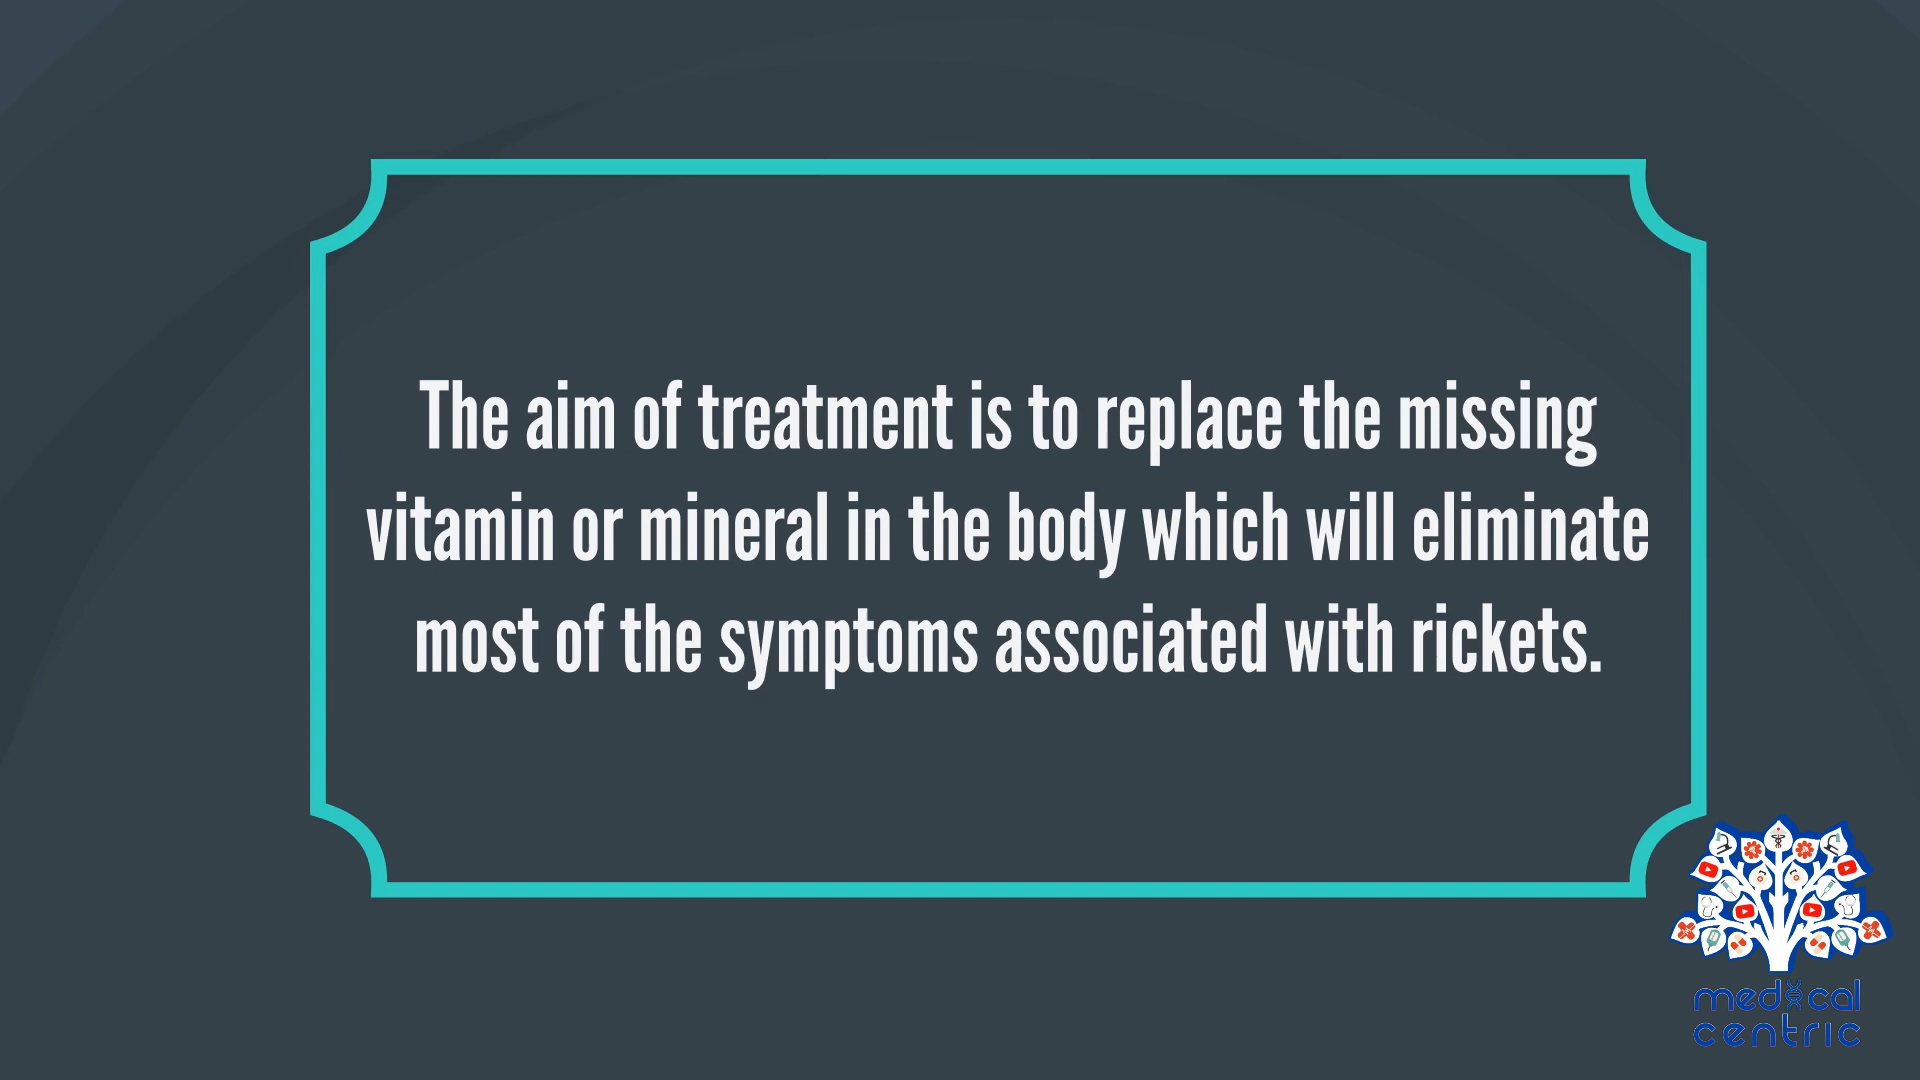 The aim of treatment is to replace the missing
vitamin or mineral in the body which will eliminate
most of the symptoms associated with rickets.
medical
centric